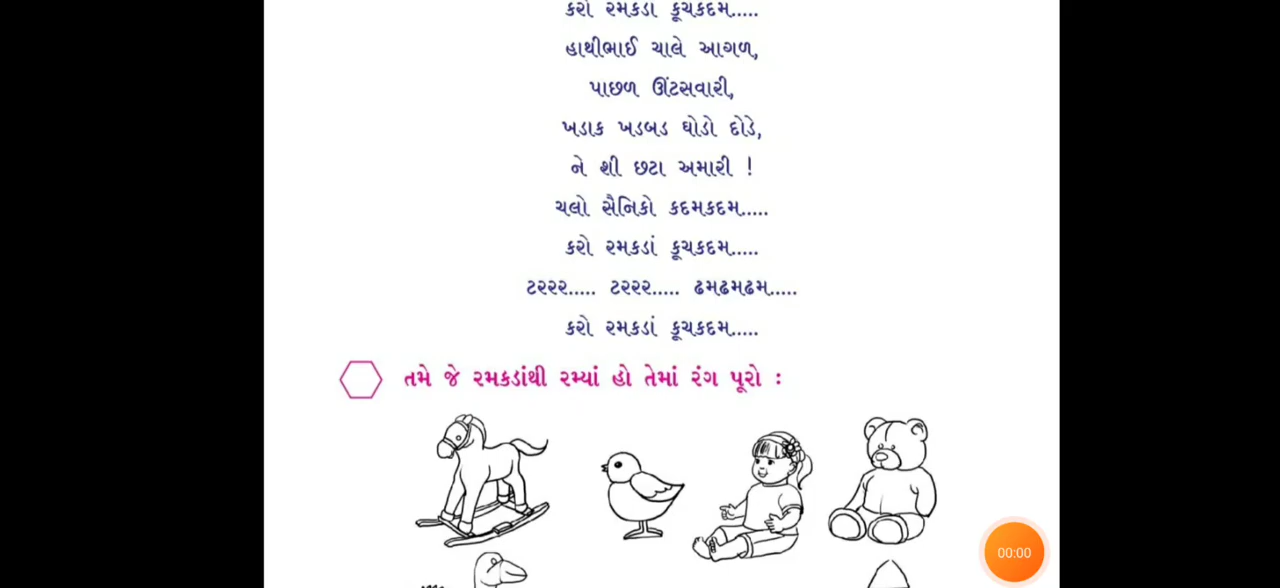 કરો રમકડાં કૂચકદમ.....
હાથીભાઈ ચાલે આગળ,
પાછળ ઊંટસવારી,
ખડાક ખડબડ ઘોડો દોડે,
ને શી છટા અમારી !
ચલો સૈનિકો કદમકદમ.....
કરો રમકડાં કૂચકદમ.....
ટરરર..... ટરરર..... ઢમઢમઢમ.....
કરો રમકડાં કૂચકદમ.....
તમે જે રમકડાંથી રમ્યાં હો તેમાં રંગ પૂરો :
00:00